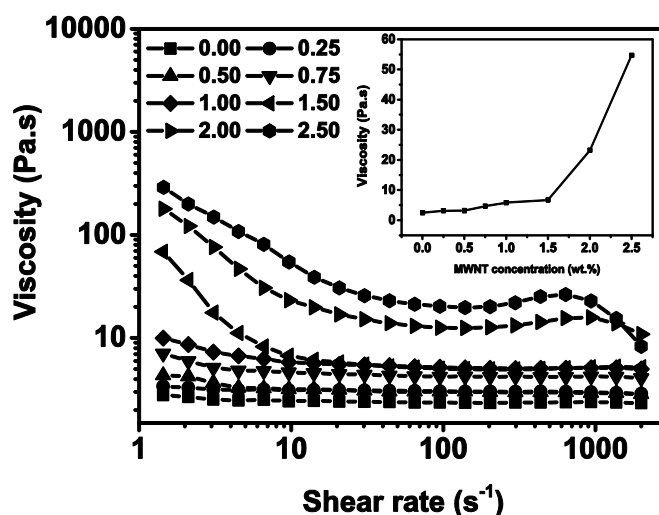 10000
1000
100
10
Viscosity (Pa.s)
0.00 0.25
0.50 0.75
1.00 1.50
2.00 2.50
60
50
40
30
20
10
0
Viscosity (Pa.s)
0.0 0.5 1.0 1.5 2.0 2.5
MWNT concentration (wt.%)
1 10 100 1000
Shear rate (s⁻¹)